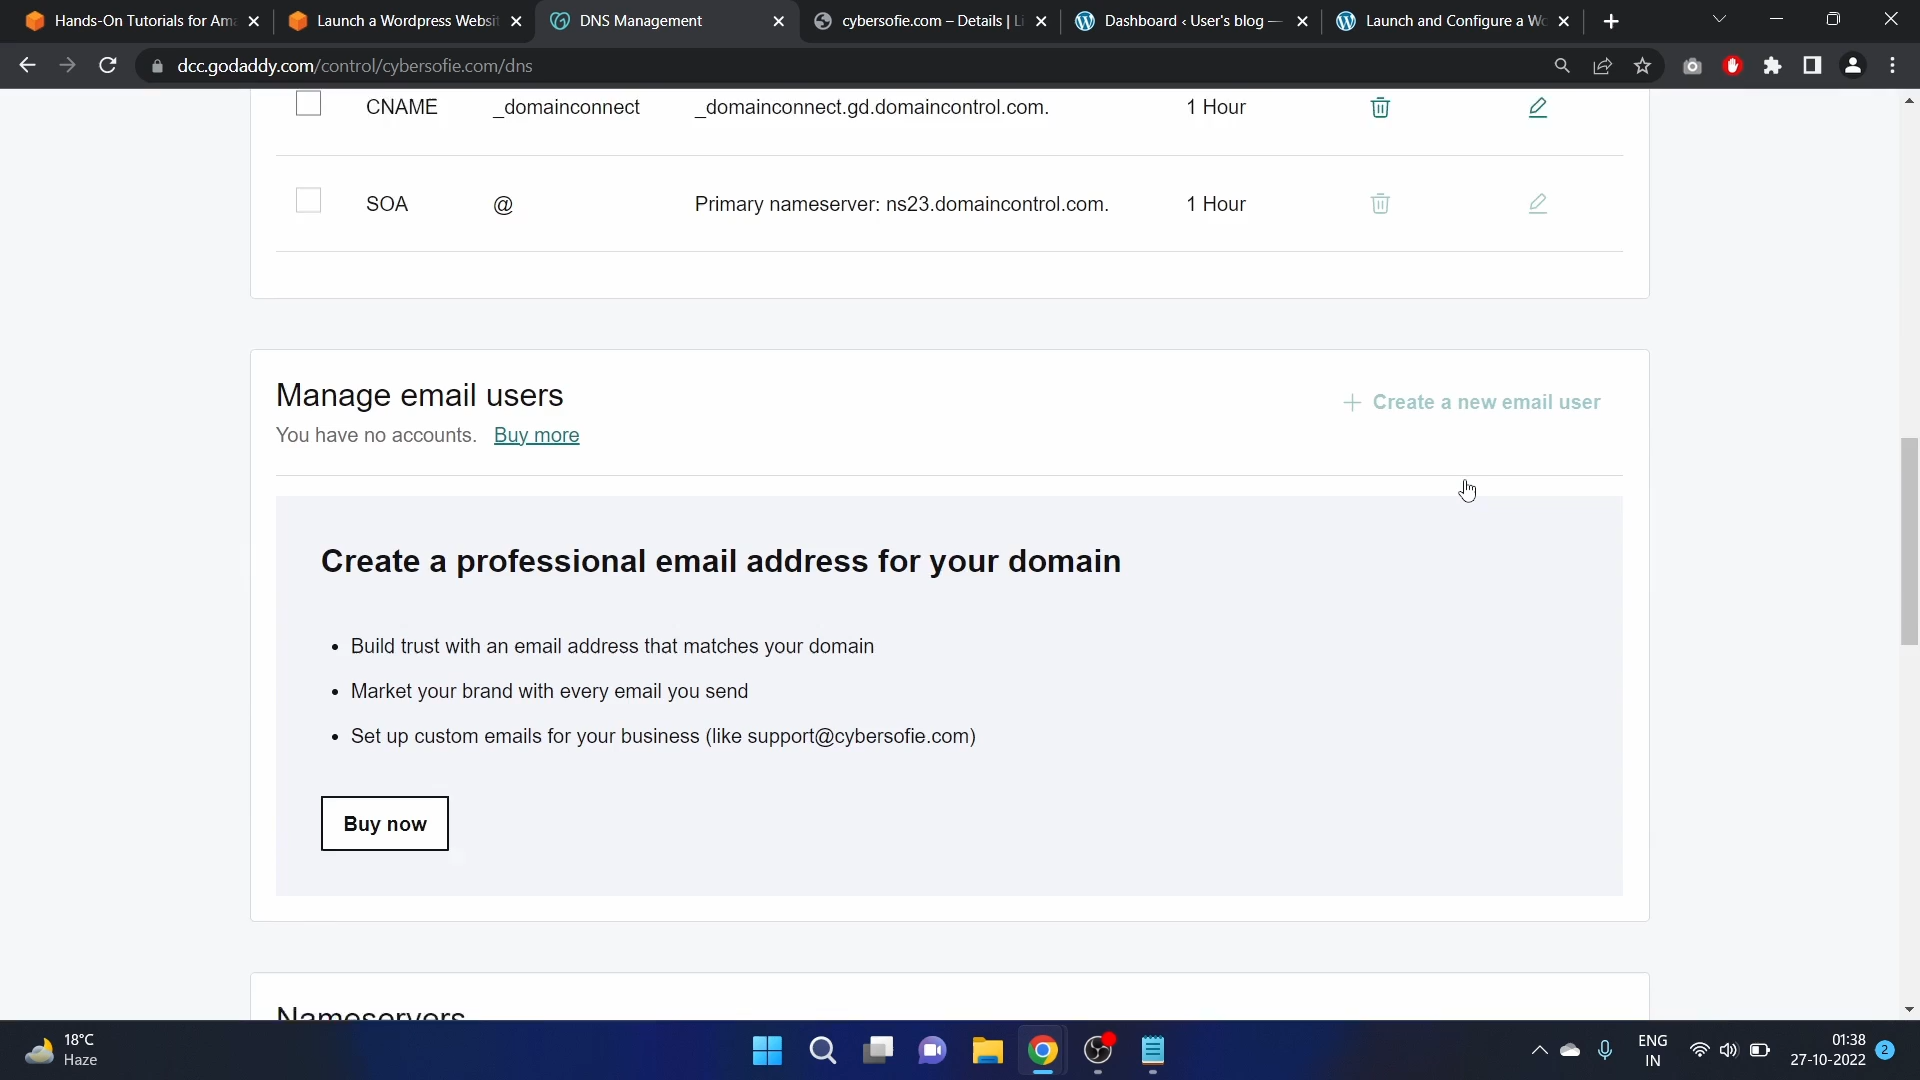 Hands-On Tutorials for Am
Launch a Wordpress Websit
DNS Management
cybersofie.com – Details | Li
Dashboard ‹ User's blog —
Launch and Configure a Wo
dcc.godaddy.com/control/cybersofie.com/dns
CNAME _domainconnect _domainconnect.gd.domaincontrol.com. 1 Hour
SOA @ Primary nameserver: ns23.domaincontrol.com. 1 Hour
Manage email users
+ Create a new email user
You have no accounts. Buy more
Create a professional email address for your domain
• Build trust with an email address that matches your domain
• Market your brand with every email you send
• Set up custom emails for your business (like support@cybersofie.com)
Buy now
Nameservers
18°C
Haze
ENG
IN
01:38
27-10-2022
2